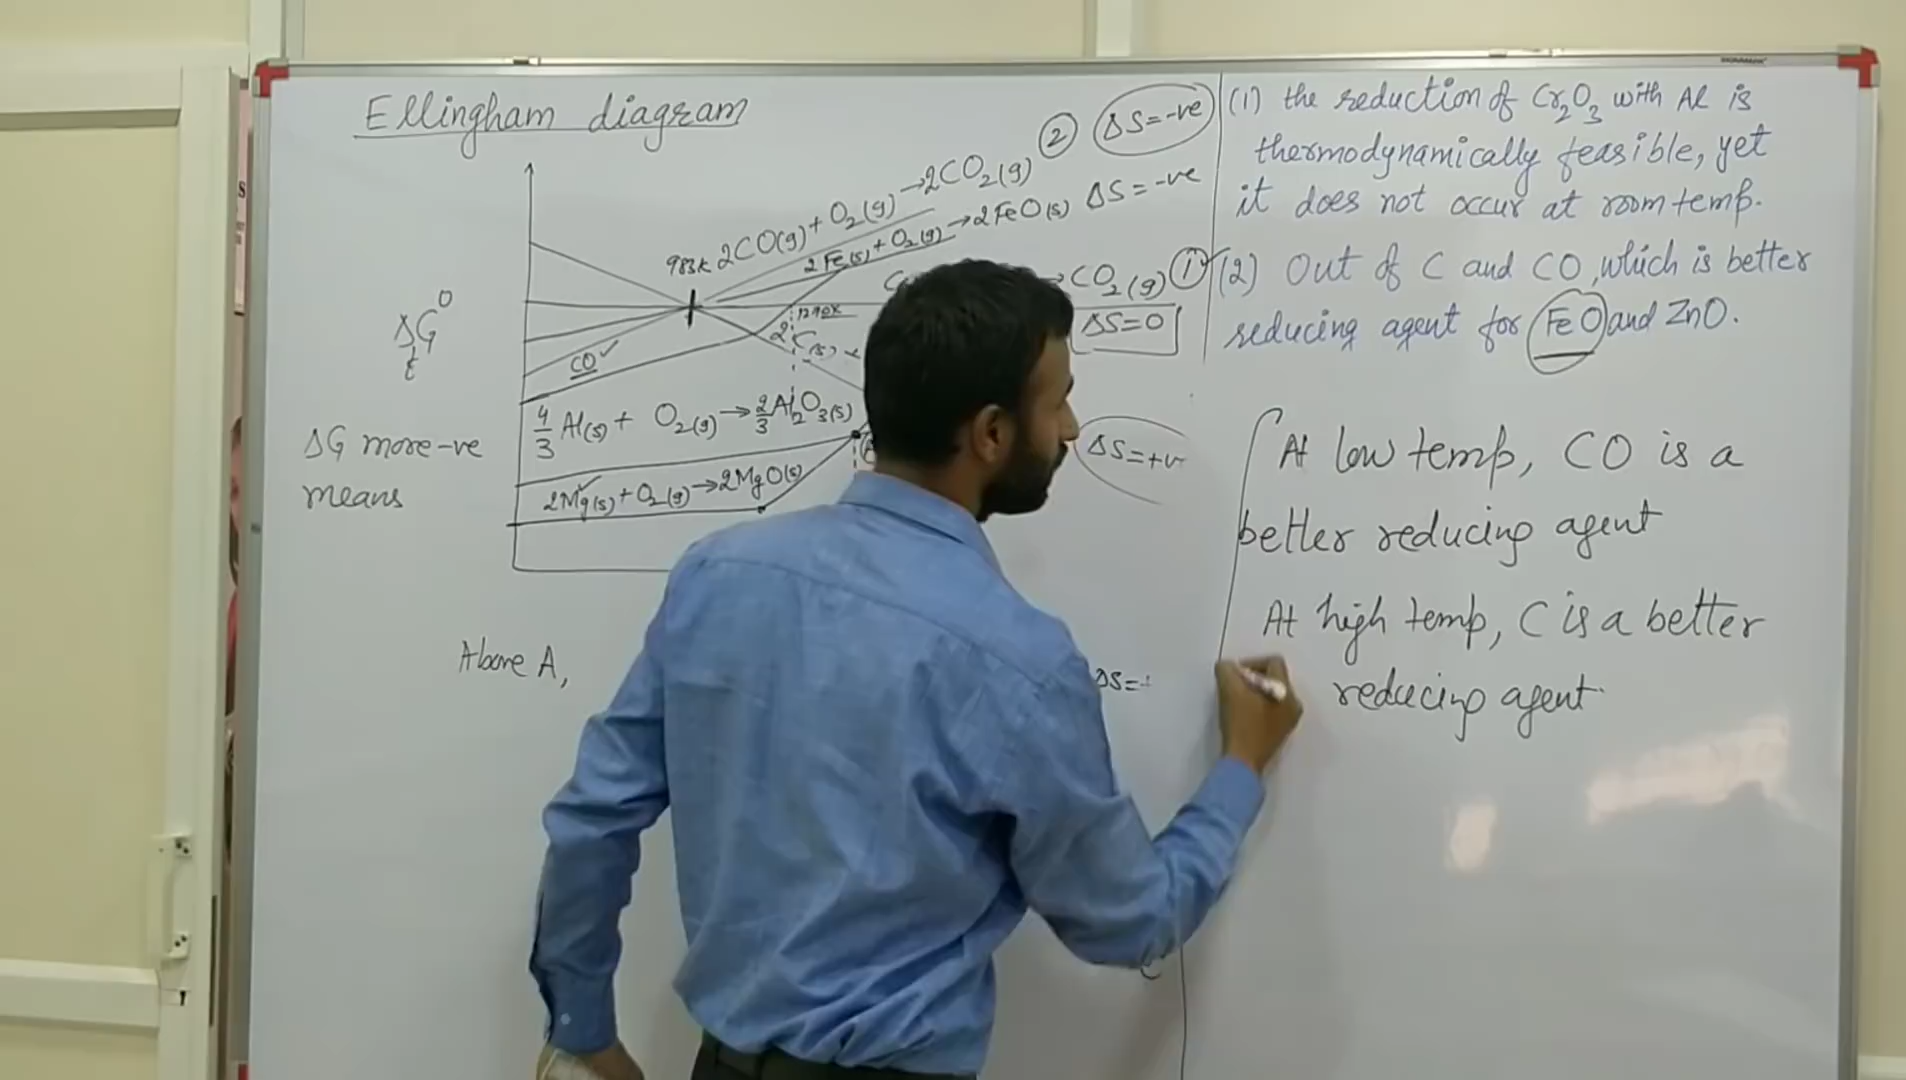 Ellingham diagram
2CO(g) + O2(g) → 2CO2(g) ② ΔS = -ve
983K
2Fe(s) + O2(g) → 2FeO(s) ΔS = -ve
→ CO2(g) ①
ΔS = 0
1270K
2C(s) +
CO ✓
ΔG°
ΔS = +v
4/3 Al(s) + O2(g) → 2/3 Al2O3(s)
2Mg(s) + O2(g) → 2MgO(s)
ΔG more -ve
means
Above A,
ΔS =
(1) the reduction of Cr2O3 with Al is
thermodynamically feasible, yet
it does not occur at room temp.
(2) Out of C and CO, which is better
reducing agent for FeO and ZnO.
At low temp, CO is a
better reducing agent
At high temp, C is a better
reducing agent.